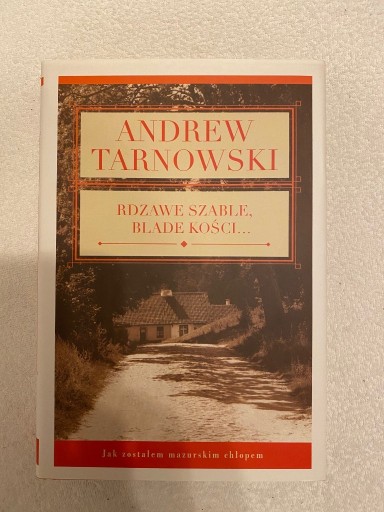 ANDREW
TARNOWSKI
RDZAWE SZABLE,
BLADE KOŚCI...
Jak zostałem mazurskim chłopem